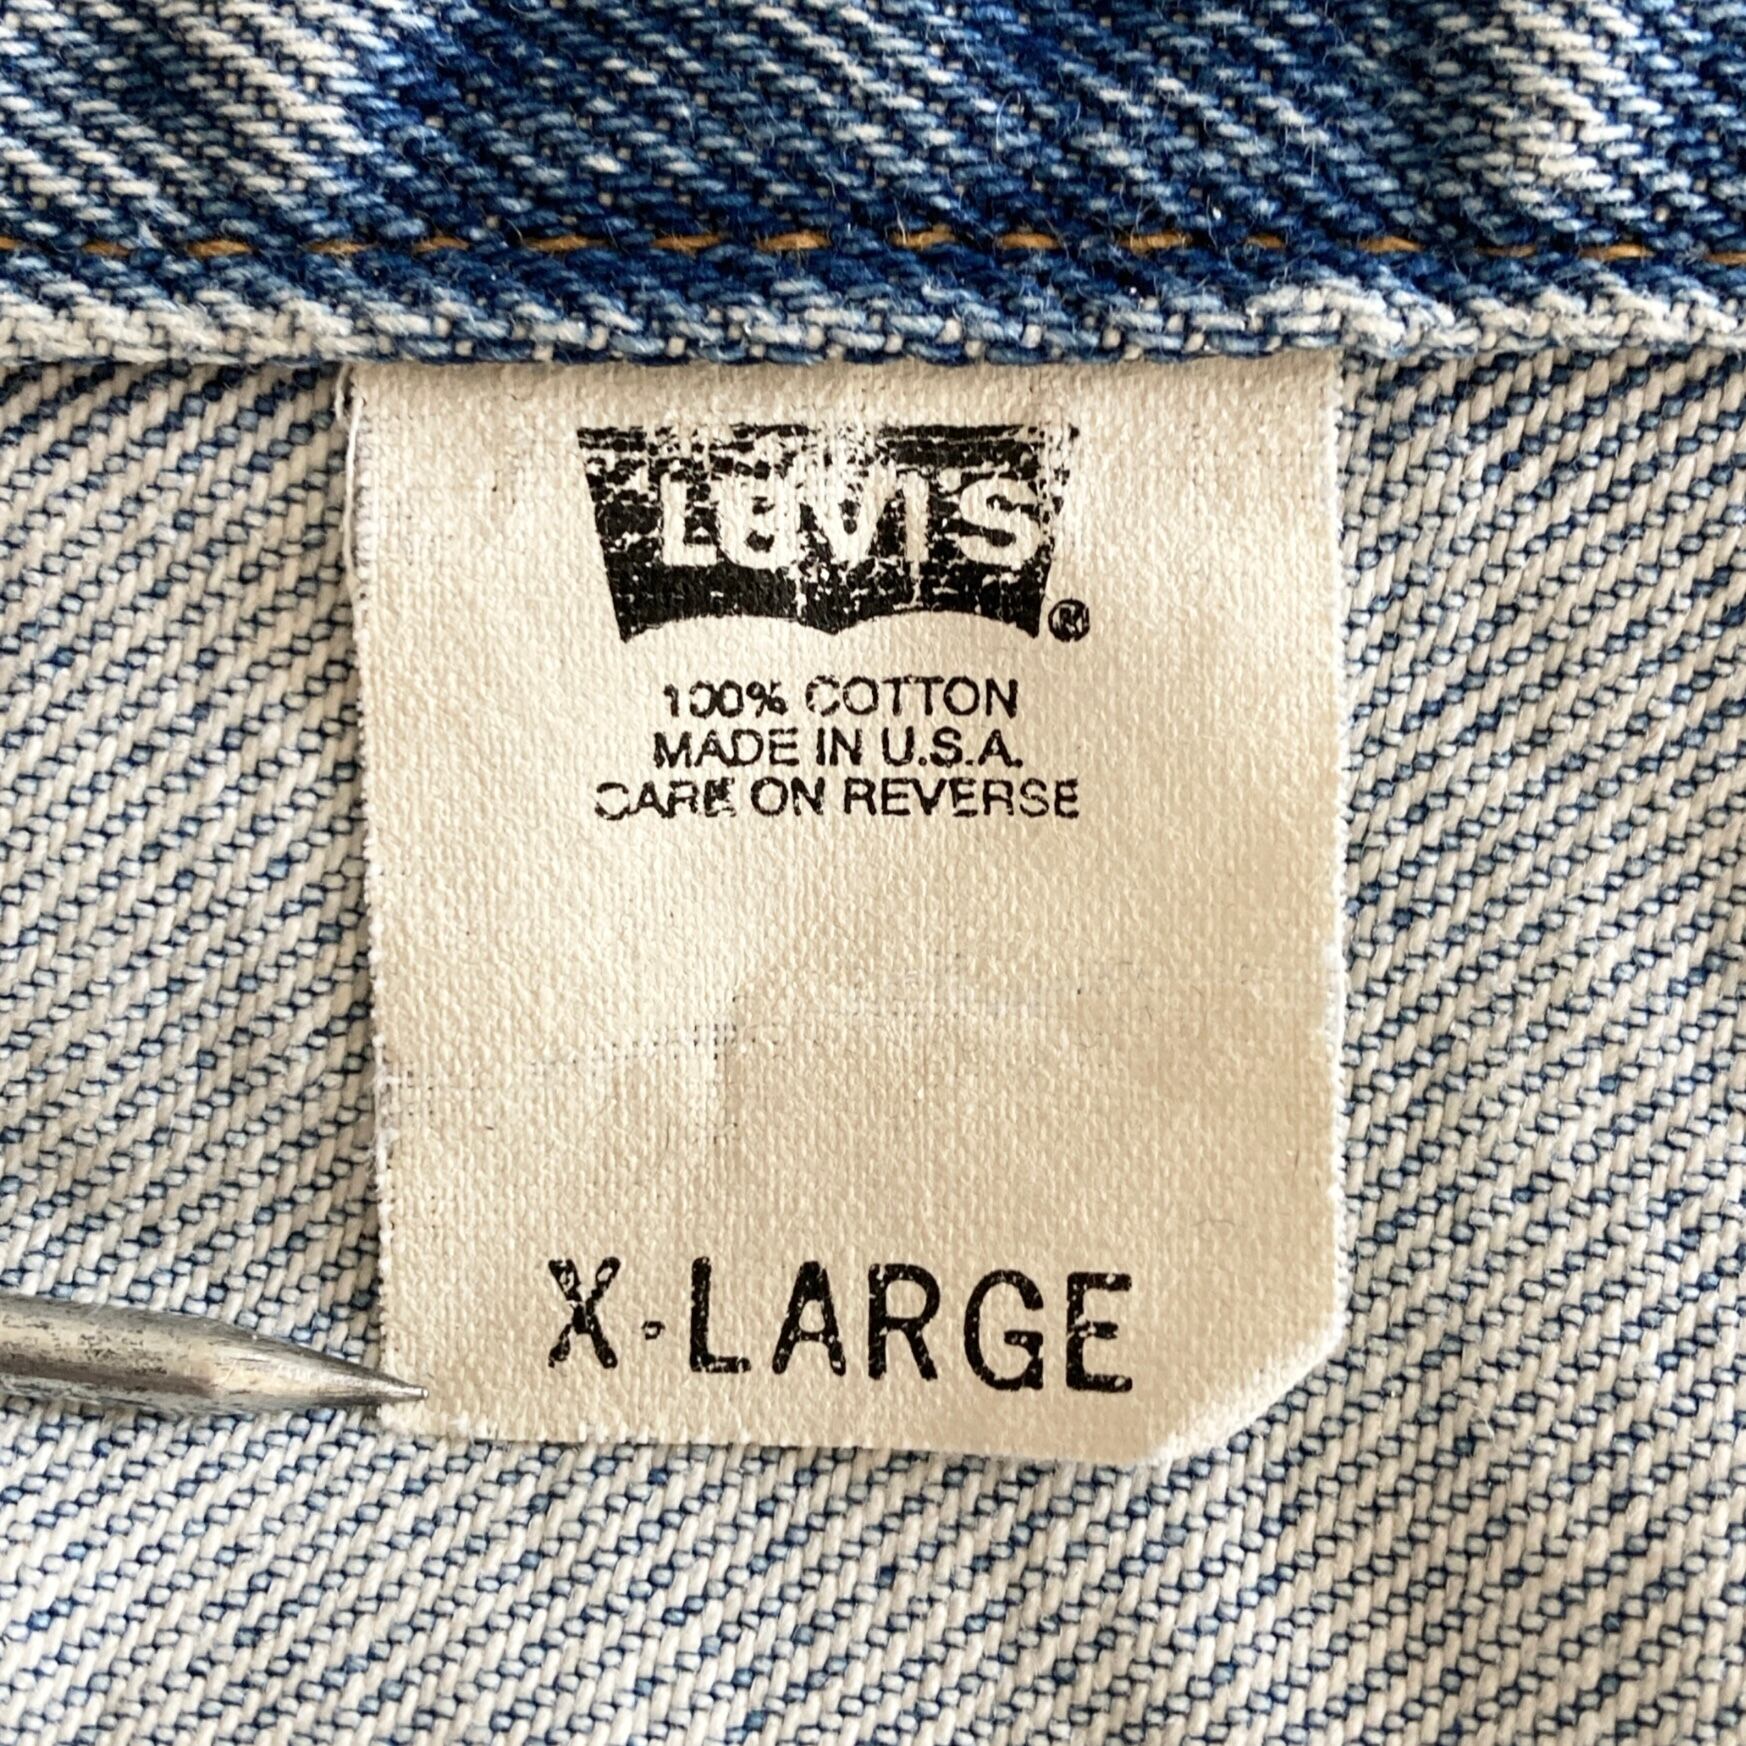 LEVI'S
®
100% COTTON
MADE IN U.S.A.
CARE ON REVERSE
X-LARGE